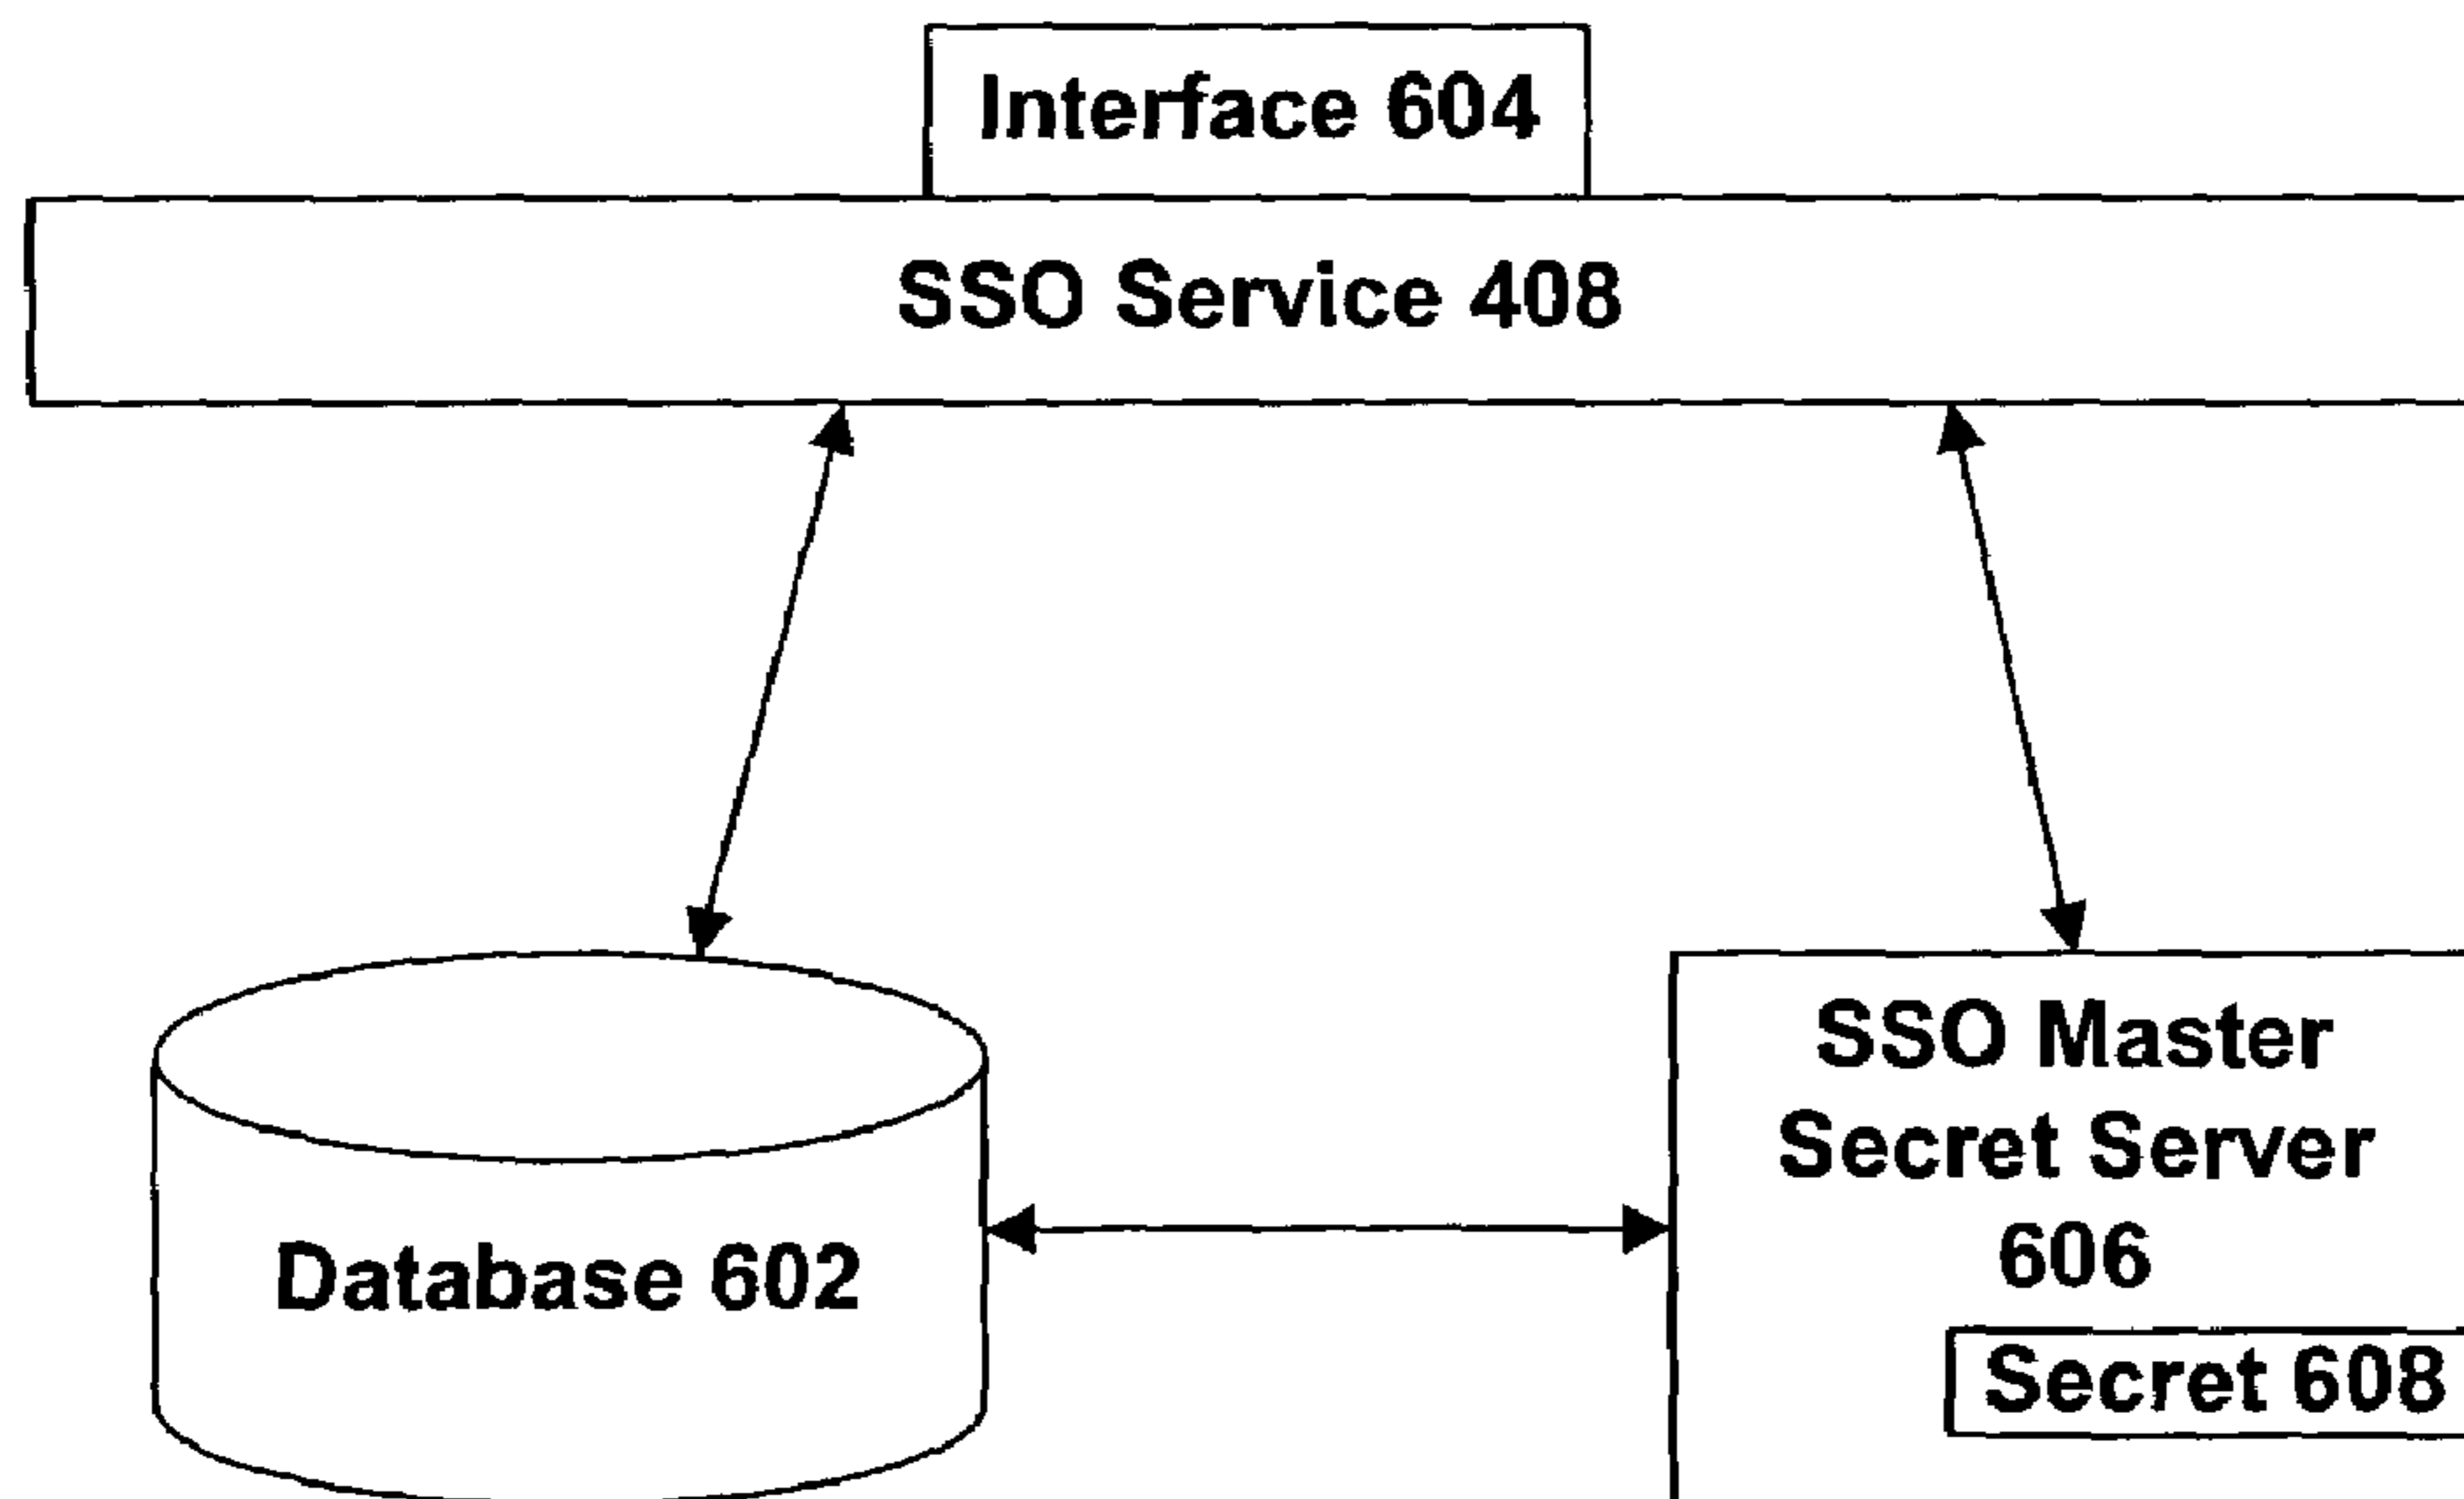 Interface 604
SSO Service 408
SSO Master
Secret Server
606
Database 602
Secret 608